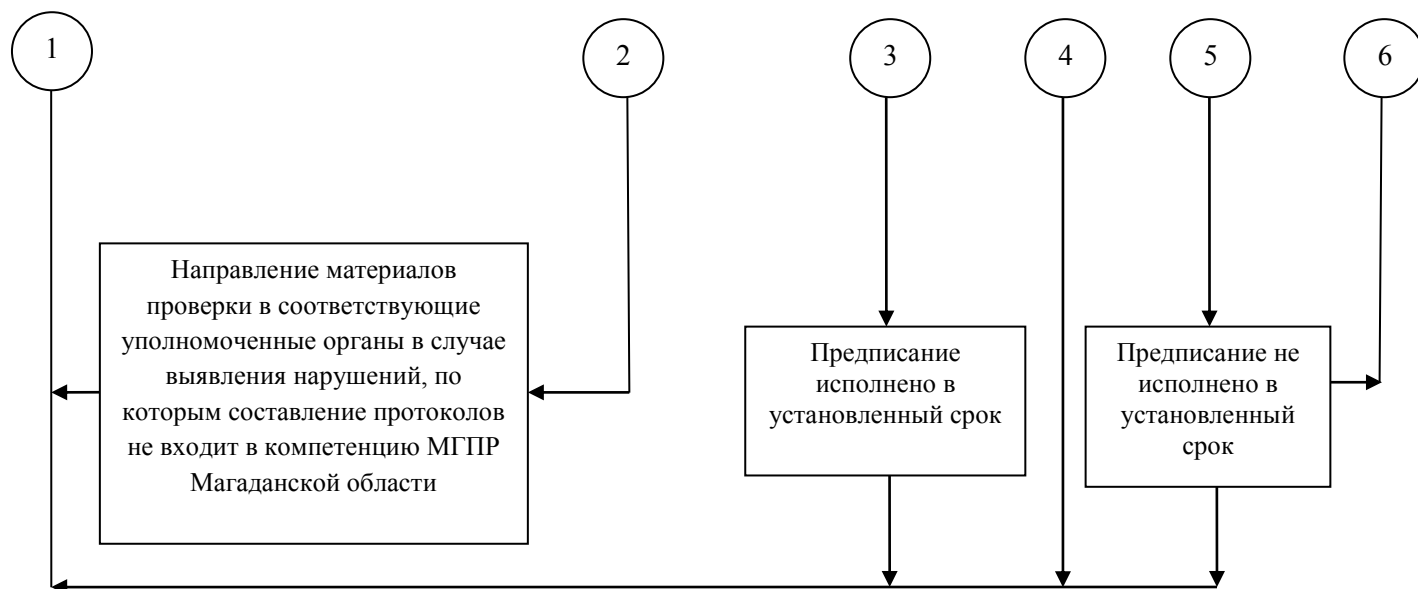 1
2
3
4
5
6
Направление материалов
проверки в соответствующие
уполномоченные органы в случае
выявления нарушений, по
которым составление протоколов
не входит в компетенцию МГПР
Магаданской области
Предписание
исполнено в
установленный срок
Предписание не
исполнено в
установленный
срок